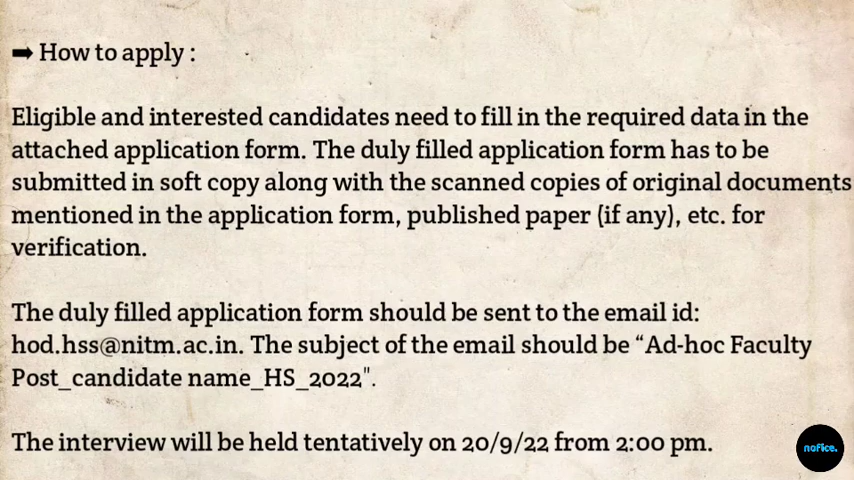 ➡ How to apply :
Eligible and interested candidates need to fill in the required data in the
attached application form. The duly filled application form has to be
submitted in soft copy along with the scanned copies of original documents
mentioned in the application form, published paper (if any), etc. for
verification.
The duly filled application form should be sent to the email id:
hod.hss@nitm.ac.in. The subject of the email should be “Ad-hoc Faculty
Post_candidate name_HS_2022".
The interview will be held tentatively on 20/9/22 from 2:00 pm.
nofice.